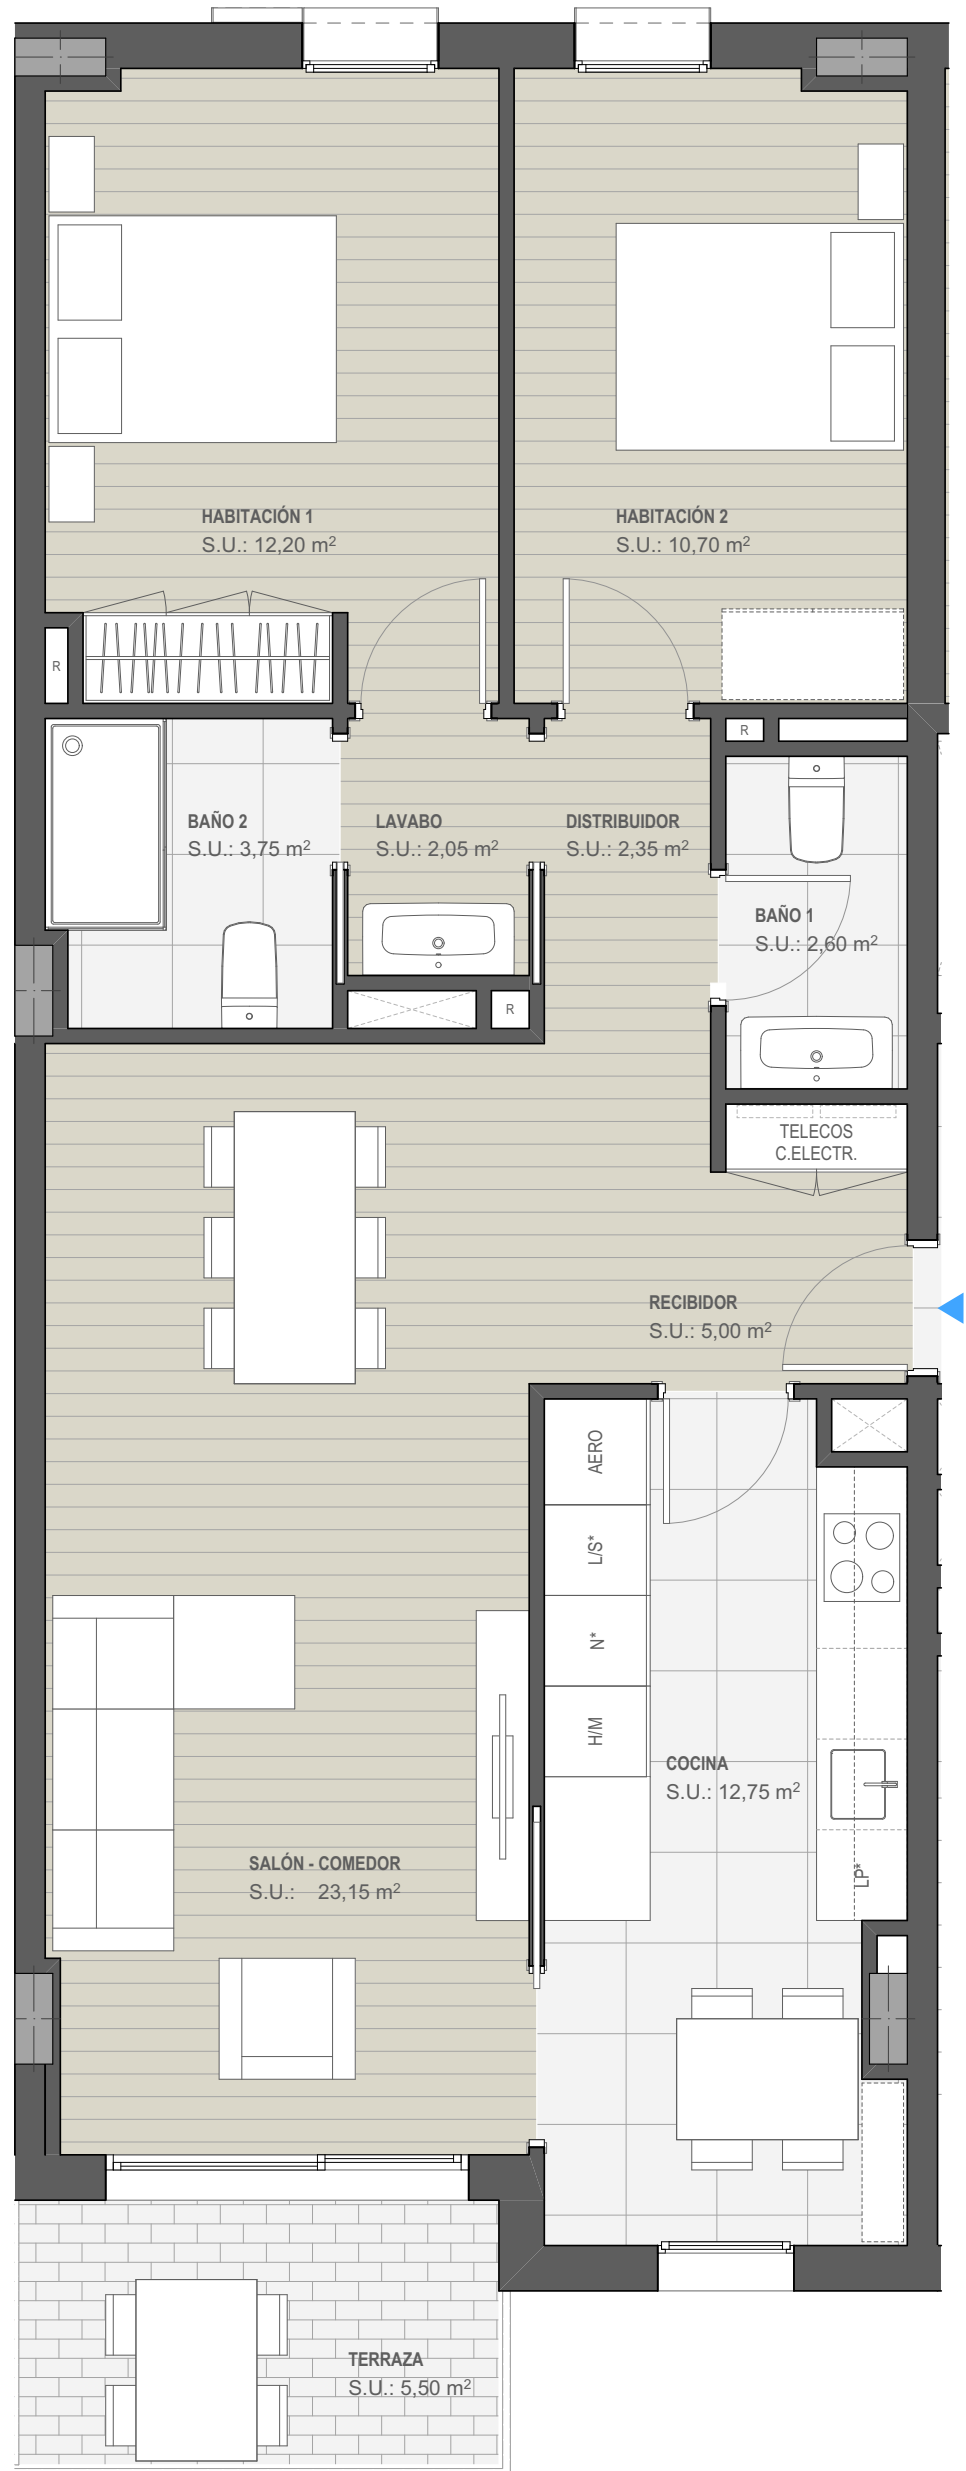 HABITACIÓN 1
S.U.: 12,20 m²
HABITACIÓN 2
S.U.: 10,70 m²
R
R
BAÑO 2
S.U.: 3,75 m²
LAVABO
S.U.: 2,05 m²
DISTRIBUIDOR
S.U.: 2,35 m²
BAÑO 1
S.U.: 2,60 m²
R
TELECOS
C.ELECTR.
RECIBIDOR
S.U.: 5,00 m²
AERO
L/S*
N*
H/M
COCINA
S.U.: 12,75 m²
LP*
SALÓN - COMEDOR
S.U.: 23,15 m²
TERRAZA
S.U.: 5,50 m²